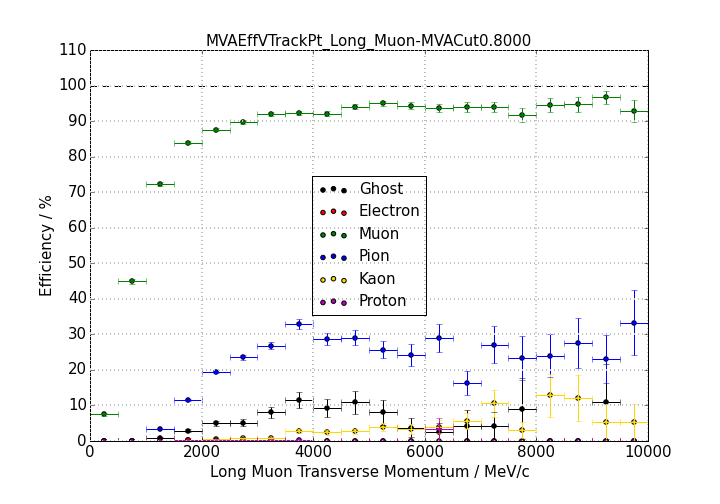 MVAEffVTrackPt_Long_Muon-MVACut0.8000
110
100
90
80
70
60
50
40
30
20
10
0
Efficiency / %
Ghost
Electron
Muon
Pion
Kaon
Proton
0 2000 4000 6000 8000 10000
Long Muon Transverse Momentum / MeV/c